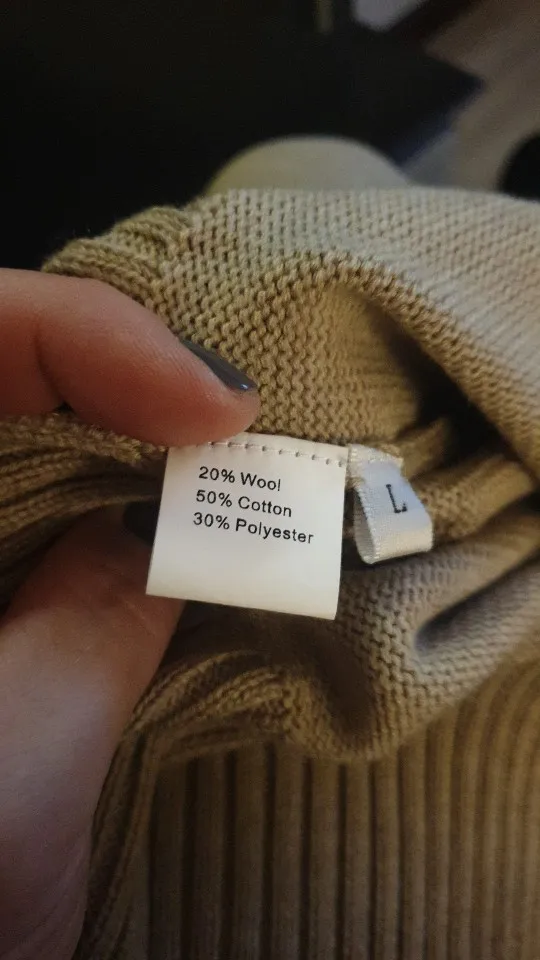 20% Wool
50% Cotton
30% Polyester
L